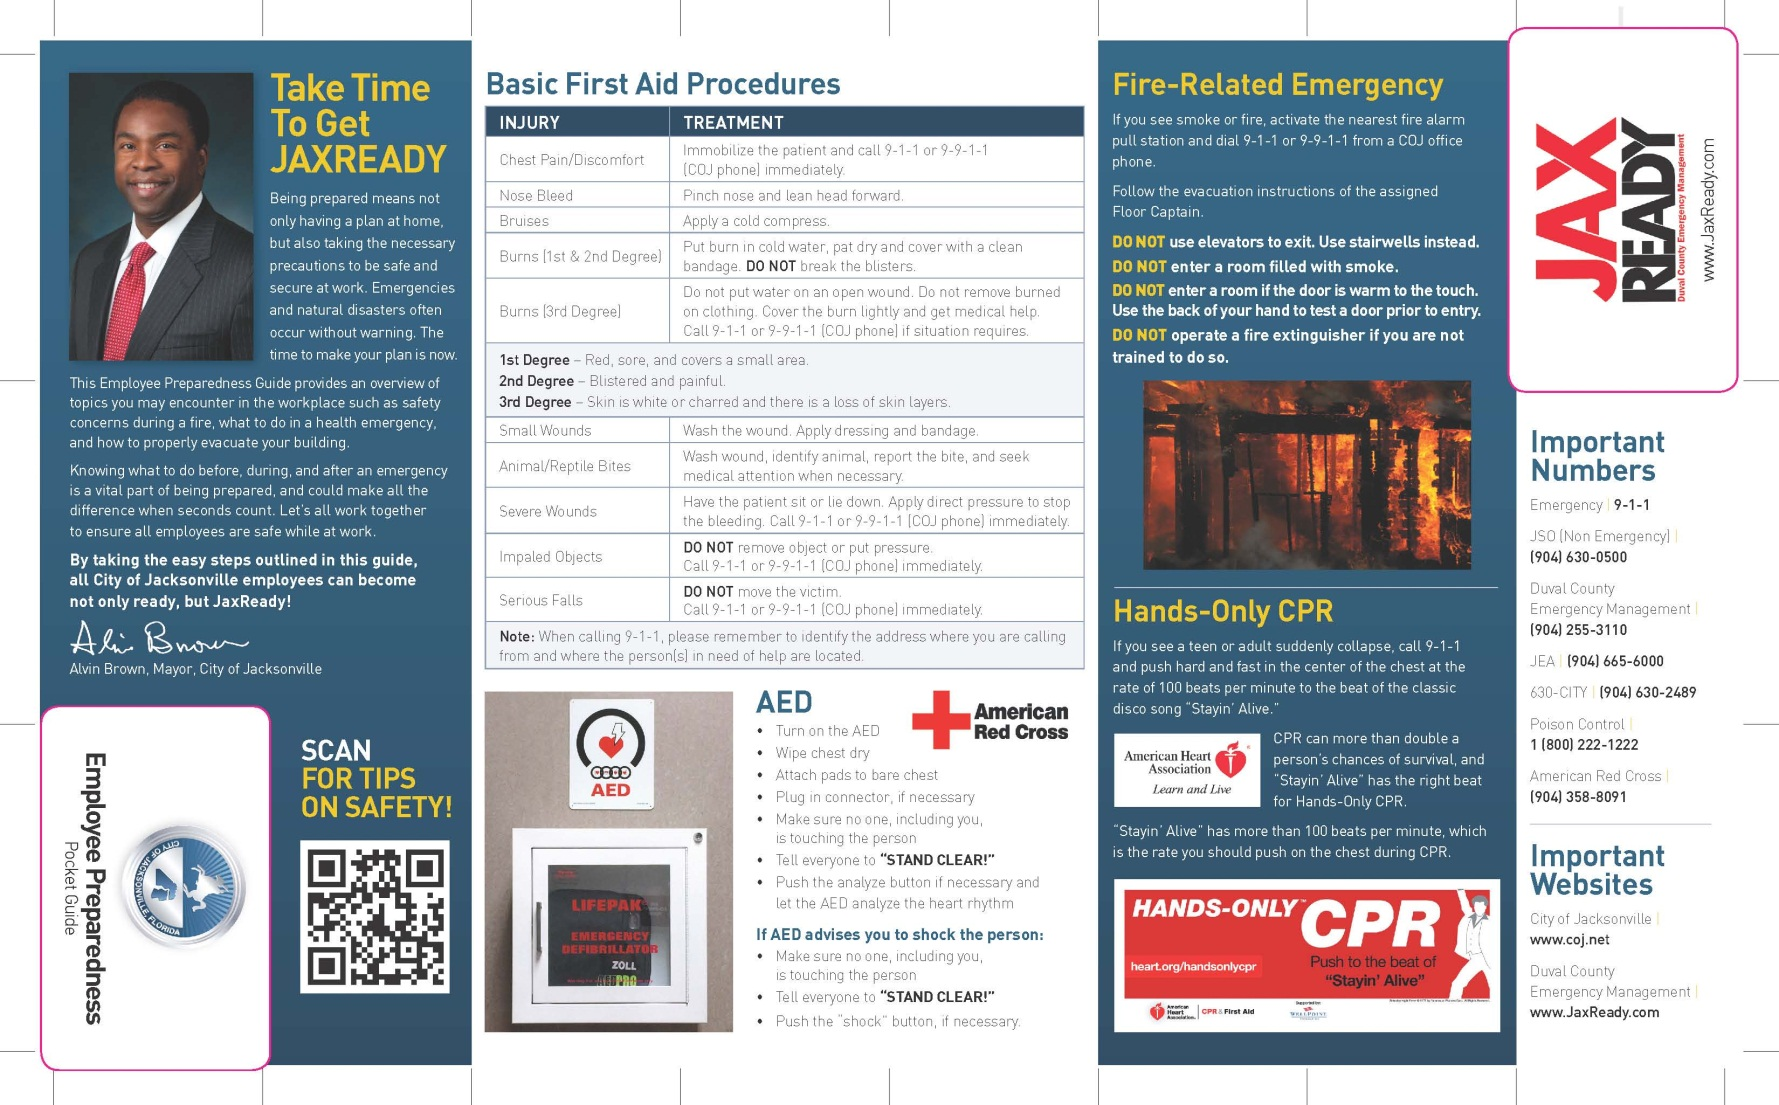 Take Time
To Get
JAXREADY
Being prepared means not
only having a plan at home,
but also taking the necessary
precautions to be safe and
secure at work. Emergencies
and natural disasters often
occur without warning. The
time to make your plan is now.
This Employee Preparedness Guide provides an overview of
topics you may encounter in the workplace such as safety
concerns during a fire, what to do in a health emergency,
and how to properly evacuate your building.
Knowing what to do before, during, and after an emergency
is a vital part of being prepared, and could make all the
difference when seconds count. Let's all work together
to ensure all employees are safe while at work.
By taking the easy steps outlined in this guide,
all City of Jacksonville employees can become
not only ready, but JaxReady!
Alvin Brown
Alvin Brown, Mayor, City of Jacksonville
Employee Preparedness
Pocket Guide
CITY OF JACKSONVILLE, FLORIDA
SCAN
FOR TIPS
ON SAFETY!
Basic First Aid Procedures
INJURY TREATMENT
Chest Pain/Discomfort Immobilize the patient and call 9-1-1 or 9-9-1-1
(COJ phone) immediately.
Nose Bleed Pinch nose and lean head forward.
Bruises Apply a cold compress.
Burns (1st & 2nd Degree) Put burn in cold water, pat dry and cover with a clean
bandage. DO NOT break the blisters.
Burns (3rd Degree) Do not put water on an open wound. Do not remove burned
on clothing. Cover the burn lightly and get medical help.
Call 9-1-1 or 9-9-1-1 (COJ phone) if situation requires.
1st Degree – Red, sore, and covers a small area.
2nd Degree – Blistered and painful.
3rd Degree – Skin is white or charred and there is a loss of skin layers.
Small Wounds Wash the wound. Apply dressing and bandage.
Animal/Reptile Bites Wash wound, identify animal, report the bite, and seek
medical attention when necessary.
Severe Wounds Have the patient sit or lie down. Apply direct pressure to stop
the bleeding. Call 9-1-1 or 9-9-1-1 (COJ phone) immediately.
Impaled Objects DO NOT remove object or put pressure.
Call 9-1-1 or 9-9-1-1 (COJ phone) immediately.
Serious Falls DO NOT move the victim.
Call 9-1-1 or 9-9-1-1 (COJ phone) immediately.
Note: When calling 9-1-1, please remember to identify the address where you are calling
from and where the person(s) in need of help are located.
AED
LIFEPAK
EMERGENCY
DEFIBRILLATOR
ZOLL
AEDPRO
AED
American
Red Cross
• Turn on the AED
• Wipe chest dry
• Attach pads to bare chest
• Plug in connector, if necessary
• Make sure no one, including you,
is touching the person
• Tell everyone to “STAND CLEAR!”
• Push the analyze button if necessary and
let the AED analyze the heart rhythm
If AED advises you to shock the person:
• Make sure no one, including you,
is touching the person
• Tell everyone to “STAND CLEAR!”
• Push the “shock” button, if necessary.
Fire-Related Emergency
If you see smoke or fire, activate the nearest fire alarm
pull station and dial 9-1-1 or 9-9-1-1 from a COJ office
phone.
Follow the evacuation instructions of the assigned
Floor Captain.
DO NOT use elevators to exit. Use stairwells instead.
DO NOT enter a room filled with smoke.
DO NOT enter a room if the door is warm to the touch.
Use the back of your hand to test a door prior to entry.
DO NOT operate a fire extinguisher if you are not
trained to do so.
Hands-Only CPR
If you see a teen or adult suddenly collapse, call 9-1-1
and push hard and fast in the center of the chest at the
rate of 100 beats per minute to the beat of the classic
disco song “Stayin’ Alive.”
American Heart
Association®
Learn and Live
CPR can more than double a
person’s chances of survival, and
“Stayin’ Alive” has the right beat
for Hands-Only CPR.
“Stayin’ Alive” has more than 100 beats per minute, which
is the rate you should push on the chest during CPR.
HANDS-ONLY™ CPR
heart.org/handsonlycpr
Push to the beat of
“Stayin’ Alive”
American
Heart
Association®
CPR & First Aid
Supported by:
WELLPOINT
JAX
READY
Duval County Emergency Management
www.JaxReady.com
Important
Numbers
Emergency | 9-1-1
JSO (Non Emergency) |
(904) 630-0500
Duval County
Emergency Management |
(904) 255-3110
JEA | (904) 665-6000
630-CITY | (904) 630-2489
Poison Control |
1 (800) 222-1222
American Red Cross |
(904) 358-8091
Important
Websites
City of Jacksonville |
www.coj.net
Duval County
Emergency Management |
www.JaxReady.com